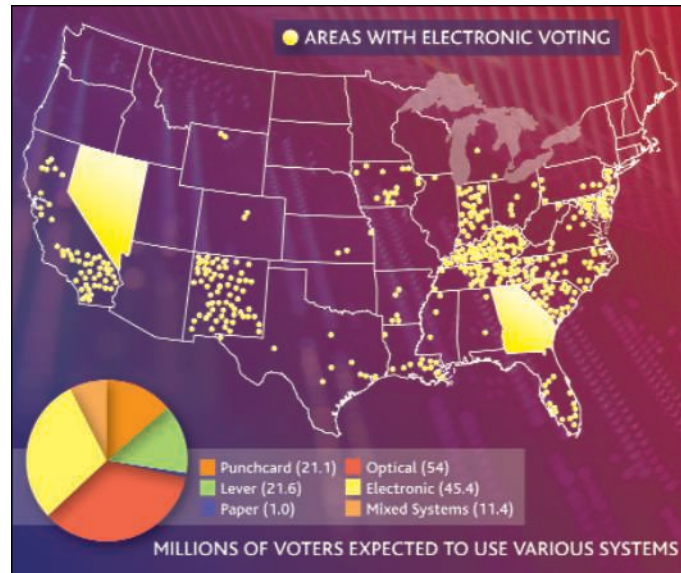 AREAS WITH ELECTRONIC VOTING
Punchcard (21.1)
Optical (54)
Lever (21.6)
Electronic (45.4)
Paper (1.0)
Mixed Systems (11.4)
MILLIONS OF VOTERS EXPECTED TO USE VARIOUS SYSTEMS